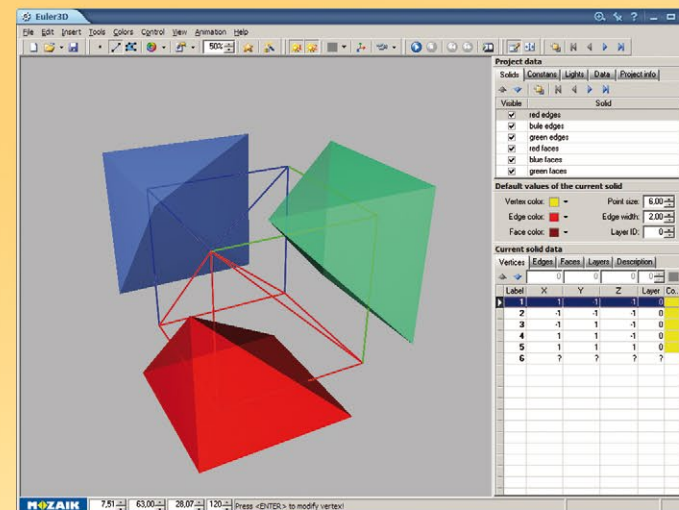 Euler3D
File Edit Insert Tools Colors Control View Animation Help
50%
Project data
Solids Constans Lights Data Project info
Visible Solid
red edges
bule edges
green edges
red faces
blue faces
green faces
Default values of the current solid
Vertex color: Point size: 6,00
Edge color: Edge width: 2,00
Face color: Layer ID: 0
Current solid data
Vertices Edges Faces Layers Description
0 0 0 0
Label X Y Z Layer Co..
1 1 -1 -1 0
2 -1 -1 -1 0
3 -1 1 -1 0
4 1 1 -1 0
5 1 1 1 0
6 ? ? ? ?
MOZAIK 7,51 63,00 28,07 120 Press <ENTER> to modify vertex!